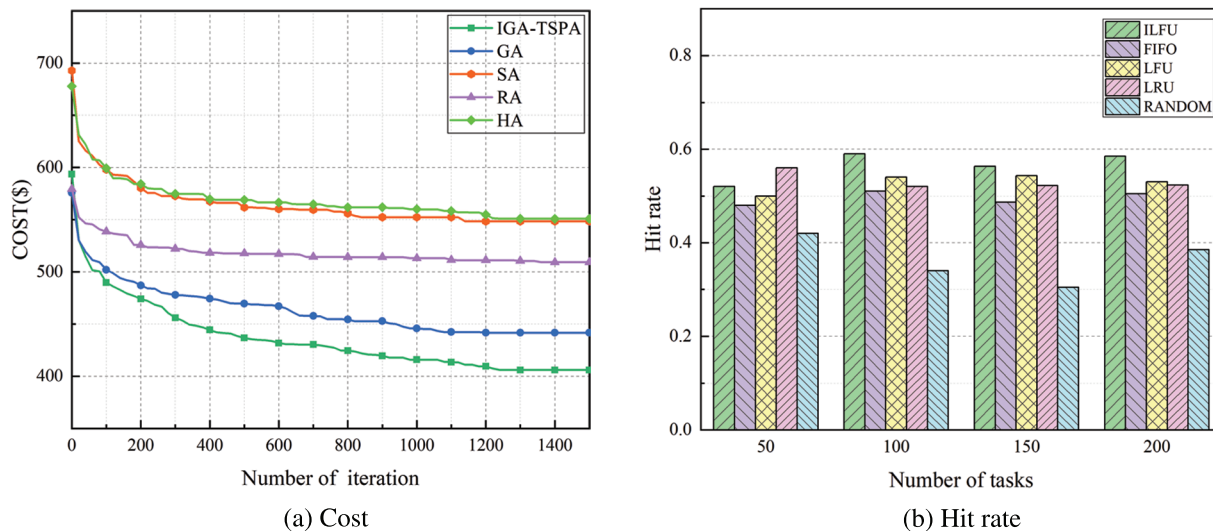 IGA-TSPA
GA
SA
RA
HA
COST($)
700
600
500
400
0 200 400 600 800 1000 1200 1400
Number of iteration
(a) Cost
ILFU
FIFO
LFU
LRU
RANDOM
Hit rate
0.8
0.6
0.4
0.2
0.0
50 100 150 200
Number of tasks
(b) Hit rate